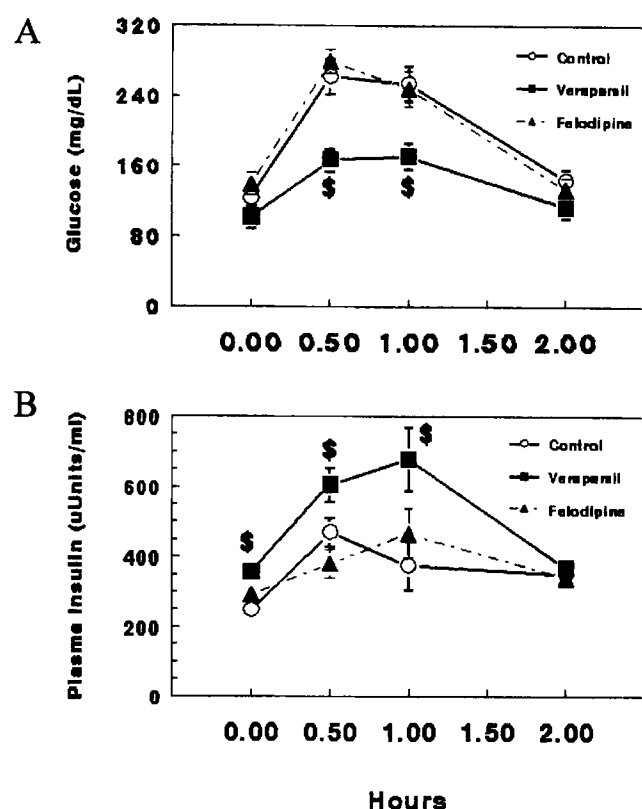 A
320
240
160
80
0
Glucose (mg/dL)
Control
Verapamil
Felodipine
$
$
0.00 0.50 1.00 1.50 2.00
B
800
600
400
200
0
Plasma Insulin (uUnits/ml)
$
$
$
Control
Verapamil
Felodipine
0.00 0.50 1.00 1.50 2.00
Hours